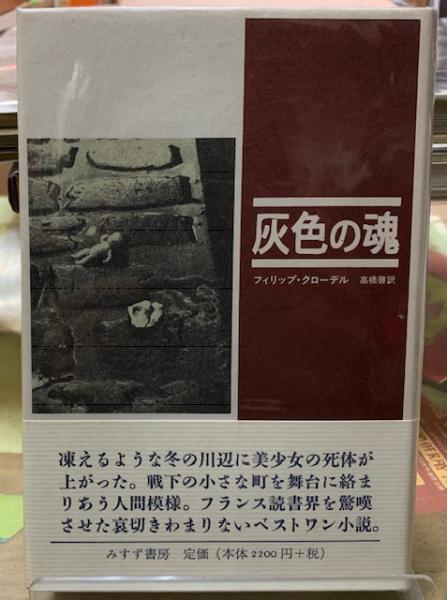 灰色の魂
フィリップ・クローデル 高橋啓訳
凍えるような冬の川辺に美少女の死体が
上がった。戦下の小さな町を舞台に絡ま
りあう人間模様。フランス読書界を驚嘆
させた哀切きわまりないベストワン小説。
みすず書房 定価（本体2200円+税）